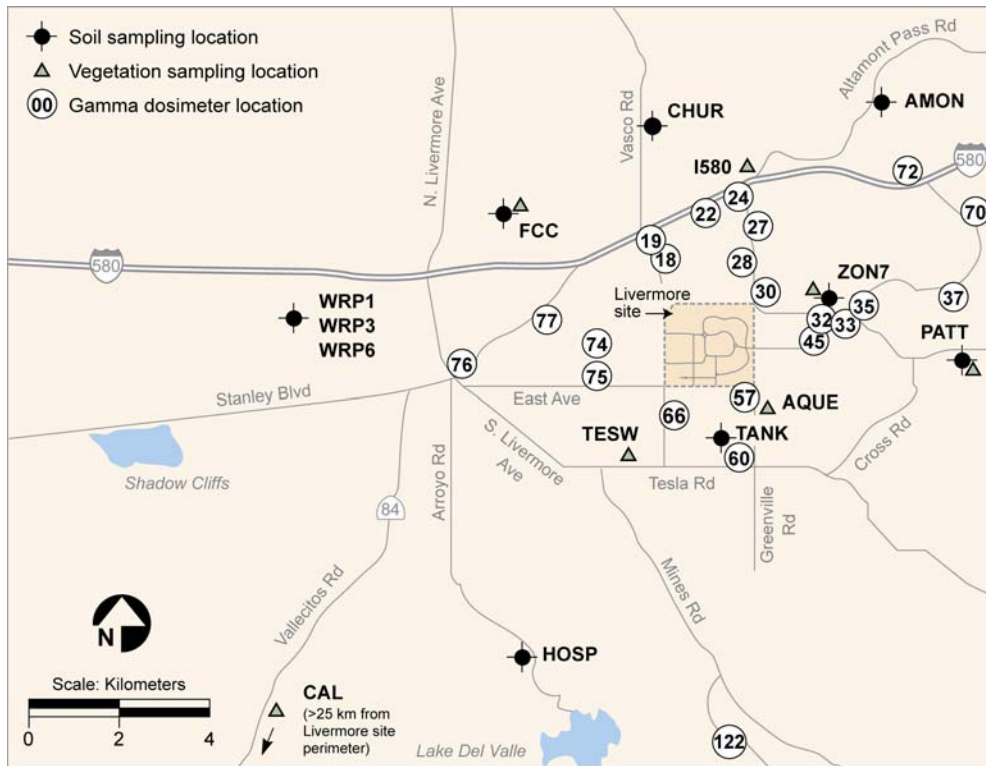 Soil sampling location
Vegetation sampling location
00
Gamma dosimeter location
N. Livermore Ave
Vasco Rd
CHUR
Altamont Pass Rd
AMON
I580
580
72
24
22
70
FCC
27
19
18
28
580
ZON7
30
Livermore
site
37
35
32
33
45
WRP1
WRP3
WRP6
77
74
PATT
76
75
Stanley Blvd
East Ave
57
AQUE
66
TESW
TANK
60
Cross Rd
S. Livermore
Ave
Tesla Rd
Shadow Cliffs
84
Arroyo Rd
Greenville
Rd
Mines Rd
Vallecitos Rd
N
HOSP
Scale: Kilometers
0
2
4
CAL
(>25 km from
Livermore site
perimeter)
Lake Del Valle
122